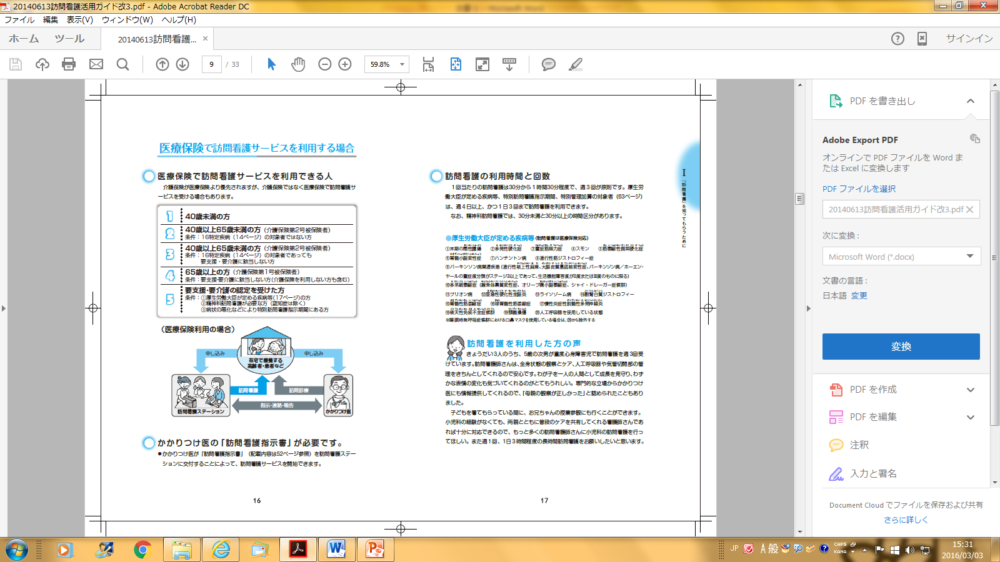 20140613訪問看護活用ガイド改3.pdf - Adobe Acrobat Reader DC
ファイル 編集 表示(V) ウィンドウ(W) ヘルプ(H)
ホーム ツール 20140613訪問看護... × サインイン
9 / 33 59.8%
医療保険で訪問看護サービスを利用する場合
医療保険で訪問看護サービスを利用できる人
介護保険が医療保険より優先されますが、介護保険ではなく医療保険で訪問看護サ
ービスを受ける場合もあります。
1 40歳未満の方
2 40歳以上65歳未満の方（介護保険第2号被保険者）
条件：16特定疾病（14ページ）の対象者ではない方
3 40歳以上65歳未満の方（介護保険第2号被保険者）
条件：16特定疾病（14ページ）の対象者であっても
要支援・要介護に該当しない方
4 65歳以上の方（介護保険第1号被保険者）
条件：要支援・要介護に該当しない方（介護保険を利用しない方も含む）
5 要支援・要介護の認定を受けた方
条件：①厚生労働大臣が定める疾病等（17ページ）の方
②精神科訪問看護が必要な方（認知症は除く）
③病状の悪化などにより特別訪問看護指示期間にある方
（医療保険利用の場合）
申し込み 申し込み
在宅で療養する
高齢者・患者など
訪問看護 訪問診療
指示・連絡・報告
訪問看護ステーション かかりつけ医
かかりつけ医の「訪問看護指示書」が必要です。
●かかりつけ医が「訪問看護指示書」（記載内容は52ページ参照）を訪問看護ステー
ションに交付することによって、訪問看護サービスを開始できます。
16
訪問看護の利用時間と回数
1回当たりの訪問看護は30分から1時間30分程度で、週3が原則です。厚生労
働大臣が定める疾病等、特別訪問看護指示期間、特別管理加算の対象者（63ページ）
は、週4日以上、かつ1日3回まで訪問看護を利用できます。
なお、精神科訪問看護では、30分未満と30分以上の時間区分があります。
●厚生労働大臣が定める疾病等（訪問看護は医療保険対応）
①末期の悪性腫瘍 ②多発性硬化症 ③重症筋無力症 ④スモン ⑤筋萎縮性側索硬化症
⑥脊髄小脳変性症 ⑦ハンチントン病 ⑧進行性筋ジストロフィー症
⑨パーキンソン病関連疾患（進行性核上性麻痺、大脳皮質基底核変性症、パーキンソン病／ホーエン・
ヤールの重症度分類がステージ3以上であって、生活機能障害度がⅡ度またはⅢ度のものに限る）
⑩多系統萎縮症（線条体黒質変性症、オリーブ橋小脳萎縮症、シャイ・ドレーガー症候群）
⑪プリオン病 ⑫亜急性硬化性全脳炎 ⑬ライソゾーム病 ⑭副腎白質ジストロフィー
⑮脊髄性筋萎縮症 ⑯球脊髄性筋萎縮症 ⑰慢性炎症性脱髄性多発神経炎
⑱後天性免疫不全症候群 ⑲頸髄損傷 ⑳人工呼吸器を使用している状態
※睡眠時無呼吸症候群における口鼻マスクを使用している場合は、⑳から除外する
訪問看護を利用した方の声
きょうだい3人のうち、5歳の次男が重度心身障害児で訪問看護を週3回受
けています。訪問看護師さんは、全身状態の観察とケア、人工呼吸器や気管切開部の管
理をきちんとしてくれるので安心です。わが子を一人の人間として成長を見守り、わず
かな表情の変化も気づいてくれるのがとてもうれしい。専門的な立場からかかりつけ
医にも情報提供してくれるので、「母親の観察が正しかった」と認められたこともあり
ました。
子どもを看てもらっている間に、お兄ちゃんの授業参観にも行くことができます。
小児科の経験がなくても、両親とともに普段のケアを共有してくれる看護師さんであ
れば十分に対応できるので、もっと多くの訪問看護師さんに小児科の訪問看護を行っ
てほしい。また週1回、1日3時間程度の長時間訪問看護をお願いしたいと思います。
17
Ⅰ 「訪問看護」を知ってもらうために
PDF を書き出し
Adobe Export PDF
オンラインで PDF ファイルを Word ま
たは Excel に変換します
PDF ファイルを選択
20140613訪問看護活用ガイド改3.pdf
次に変換：
Microsoft Word (*.docx)
文書の言語：
日本語 変更
変換
PDF を作成
PDF を編集
注釈
入力と署名
Document Cloud でファイルを保存および共有
さらに詳しく
JP A 般 CAPS KANA
15:31
2016/03/03